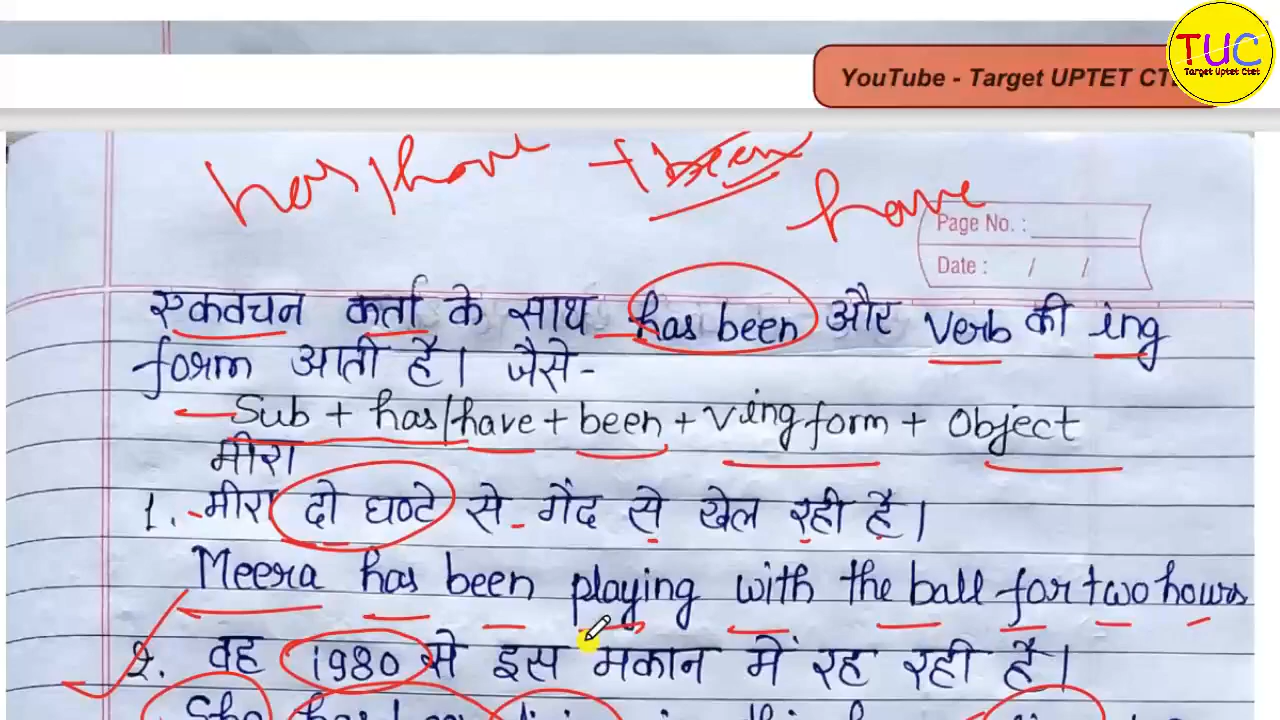 TUC
Target Uptet Ctet
YouTube - Target UPTET
has/have + been
have
Page No. :
Date : / /
एकवचन कर्ता के साथ has been और verb की ing
form आती है। जैसे-
Sub + has/have + been + ving form + Object
मीरा
1. मीरा दो घण्टे से गेंद से खेल रही है।
Meera has been playing with the ball for two hours
2. वह 1980 से इस मकान में रह रही है।
She